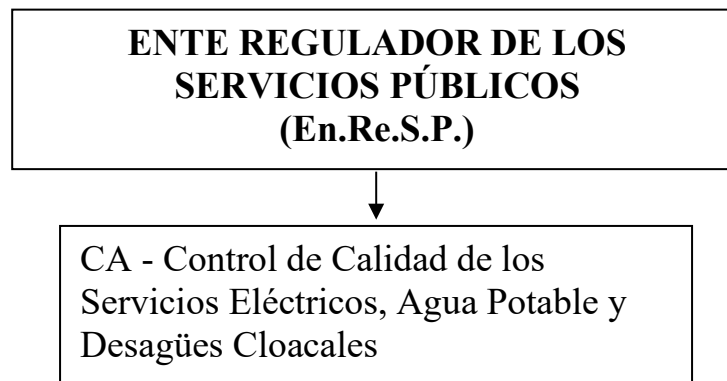 ENTE REGULADOR DE LOS
SERVICIOS PÚBLICOS
(En.Re.S.P.)
CA - Control de Calidad de los
Servicios Eléctricos, Agua Potable y
Desagües Cloacales